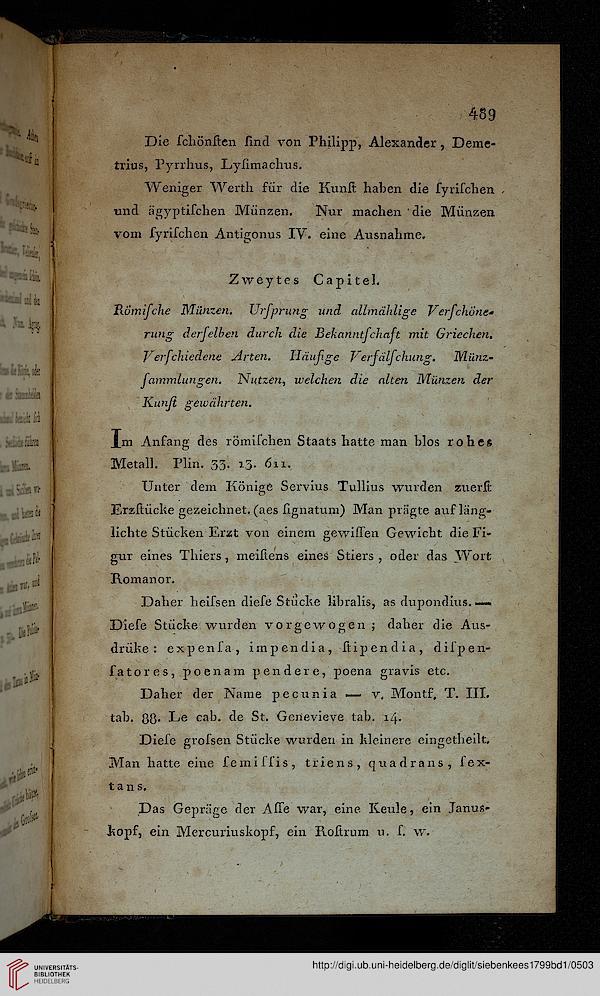 489
Die ſchönſten ſind von Philipp, Alexander, Deme-
trius, Pyrrhus, Lyſimachus.
Weniger Werth für die Kunſt haben die ſyriſchen
und ägyptiſchen Münzen. Nur machen die Münzen
vom ſyriſchen Antigonus IV. eine Ausnahme.
Zweytes Capitel.
Römiſche Münzen. Urſprung und allmählige Verſchöne-
rung derſelben durch die Bekanntſchaft mit Griechen.
Verſchiedene Arten. Häufige Verfälſchung. Münz-
ſammlungen. Nutzen, welchen die alten Münzen der
Kunſt gewährten.
Im Anfang des römiſchen Staats hatte man blos rohes
Metall. Plin. 33. 13. 611.
Unter dem Könige Servius Tullius wurden zuerſt
Erzſtücke gezeichnet. (aes ſignatum) Man prägte auf läng-
lichte Stücken Erzt von einem gewiſſen Gewicht die Fi-
gur eines Thiers, meiſtens eines Stiers, oder das Wort
Romanor.
Daher heiſsen dieſe Stücke libralis, as dupondius. —
Dieſe Stücke wurden vorgewogen; daher die Aus-
drüke: expenſa, impendia, ſtipendia, diſpen-
ſatores, poenam pendere, poena gravis etc.
Daher der Name pecunia — v. Montf. T. III.
tab. 88. Le cab. de St. Genevieve tab. 14.
Dieſe groſsen Stücke wurden in kleinere eingetheilt.
Man hatte eine ſemiſſis, triens, quadrans, ſex-
tans.
Das Gepräge der Aſſe war, eine Keule, ein Janus-
kopf, ein Mercuriuskopf, ein Roſtrum u. ſ. w.
UNIVERSITÄTS-
BIBLIOTHEK
HEIDELBERG
http://digi.ub.uni-heidelberg.de/diglit/siebenkees1799bd1/0503